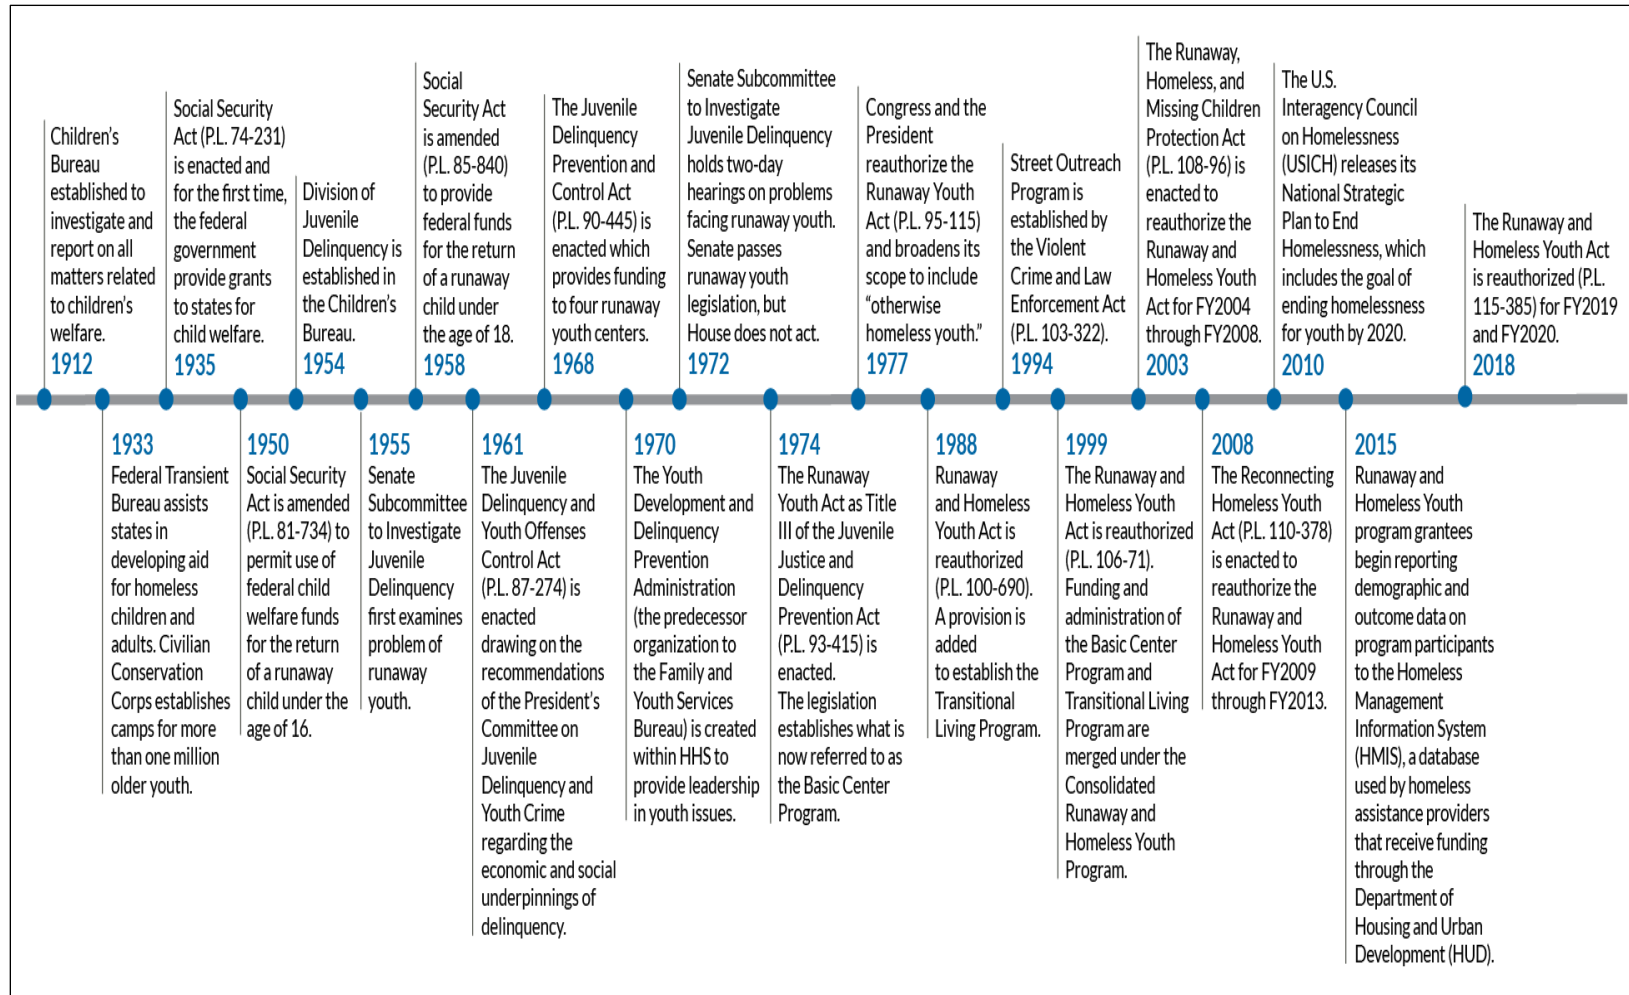 Children's
Bureau
established to
investigate and
report on all
matters related
to children's
welfare.
1912
1933
Federal Transient
Bureau assists
states in
developing aid
for homeless
children and
adults. Civilian
Conservation
Corps establishes
camps for more
than one million
older youth.
Social Security
Act (P.L. 74-231)
is enacted and
for the first time,
the federal
government
provide grants
to states for
child welfare.
1935
1950
Social Security
Act is amended
(P.L. 81-734) to
permit use of
federal child
welfare funds
for the return
of a runaway
child under the
age of 16.
Division of
Juvenile
Delinquency is
established in
the Children's
Bureau.
1954
1955
Senate
Subcommittee
to Investigate
Juvenile
Delinquency
first examines
problem of
runaway
youth.
Social
Security Act
is amended
(P.L. 85-840)
to provide
federal funds
for the return
of a runaway
child under
the age of 18.
1958
1961
The Juvenile
Delinquency and
Youth Offenses
Control Act
(P.L. 87-274) is
enacted
drawing on the
recommendations
of the President's
Committee on
Juvenile
Delinquency and
Youth Crime
regarding the
economic and social
underpinnings of
delinquency.
The Juvenile
Delinquency
Prevention and
Control Act
(P.L. 90-445) is
enacted which
provides funding
to four runaway
youth centers.
1968
1970
The Youth
Development and
Delinquency
Prevention
Administration
(the predecessor
organization to
the Family and
Youth Services
Bureau) is created
within HHS to
provide leadership
in youth issues.
Senate Subcommittee
to Investigate
Juvenile Delinquency
holds two-day
hearings on problems
facing runaway youth.
Senate passes
runaway youth
legislation, but
House does not act.
1972
1974
The Runaway
Youth Act as Title
III of the Juvenile
Justice and
Delinquency
Prevention Act
(P.L. 93-415) is
enacted.
The legislation
establishes what is
now referred to as
the Basic Center
Program.
Congress and the
President
reauthorize the
Runaway Youth
Act (P.L. 95-115)
and broadens its
scope to include
"otherwise
homeless youth."
1977
1988
Runaway
and Homeless
Youth Act is
reauthorized
(P.L. 100-690).
A provision is
added
to establish the
Transitional
Living Program.
Street Outreach
Program is
established by
the Violent
Crime and Law
Enforcement Act
(P.L. 103-322).
1994
1999
The Runaway and
Homeless Youth
Act is reauthorized
(P.L. 106-71).
Funding and
administration of
the Basic Center
Program and
Transitional Living
Program are
merged under the
Consolidated
Runaway and
Homeless Youth
Program.
The Runaway,
Homeless, and
Missing Children
Protection Act
(P.L. 108-96) is
enacted to
reauthorize the
Runaway and
Homeless Youth
Act for FY2004
through FY2008.
2003
2008
The Reconnecting
Homeless Youth
Act (P.L. 110-378)
is enacted to
reauthorize the
Runaway and
Homeless Youth
Act for FY2009
through FY2013.
The U.S.
Interagency Council
on Homelessness
(USICH) releases its
National Strategic
Plan to End
Homelessness, which
includes the goal of
ending homelessness
for youth by 2020.
2010
2015
Runaway and
Homeless Youth
program grantees
begin reporting
demographic and
outcome data on
program participants
to the Homeless
Management
Information System
(HMIS), a database
used by homeless
assistance providers
that receive funding
through the
Department of
Housing and Urban
Development (HUD).
The Runaway and
Homeless Youth Act
is reauthorized (P.L.
115-385) for FY2019
and FY2020.
2018